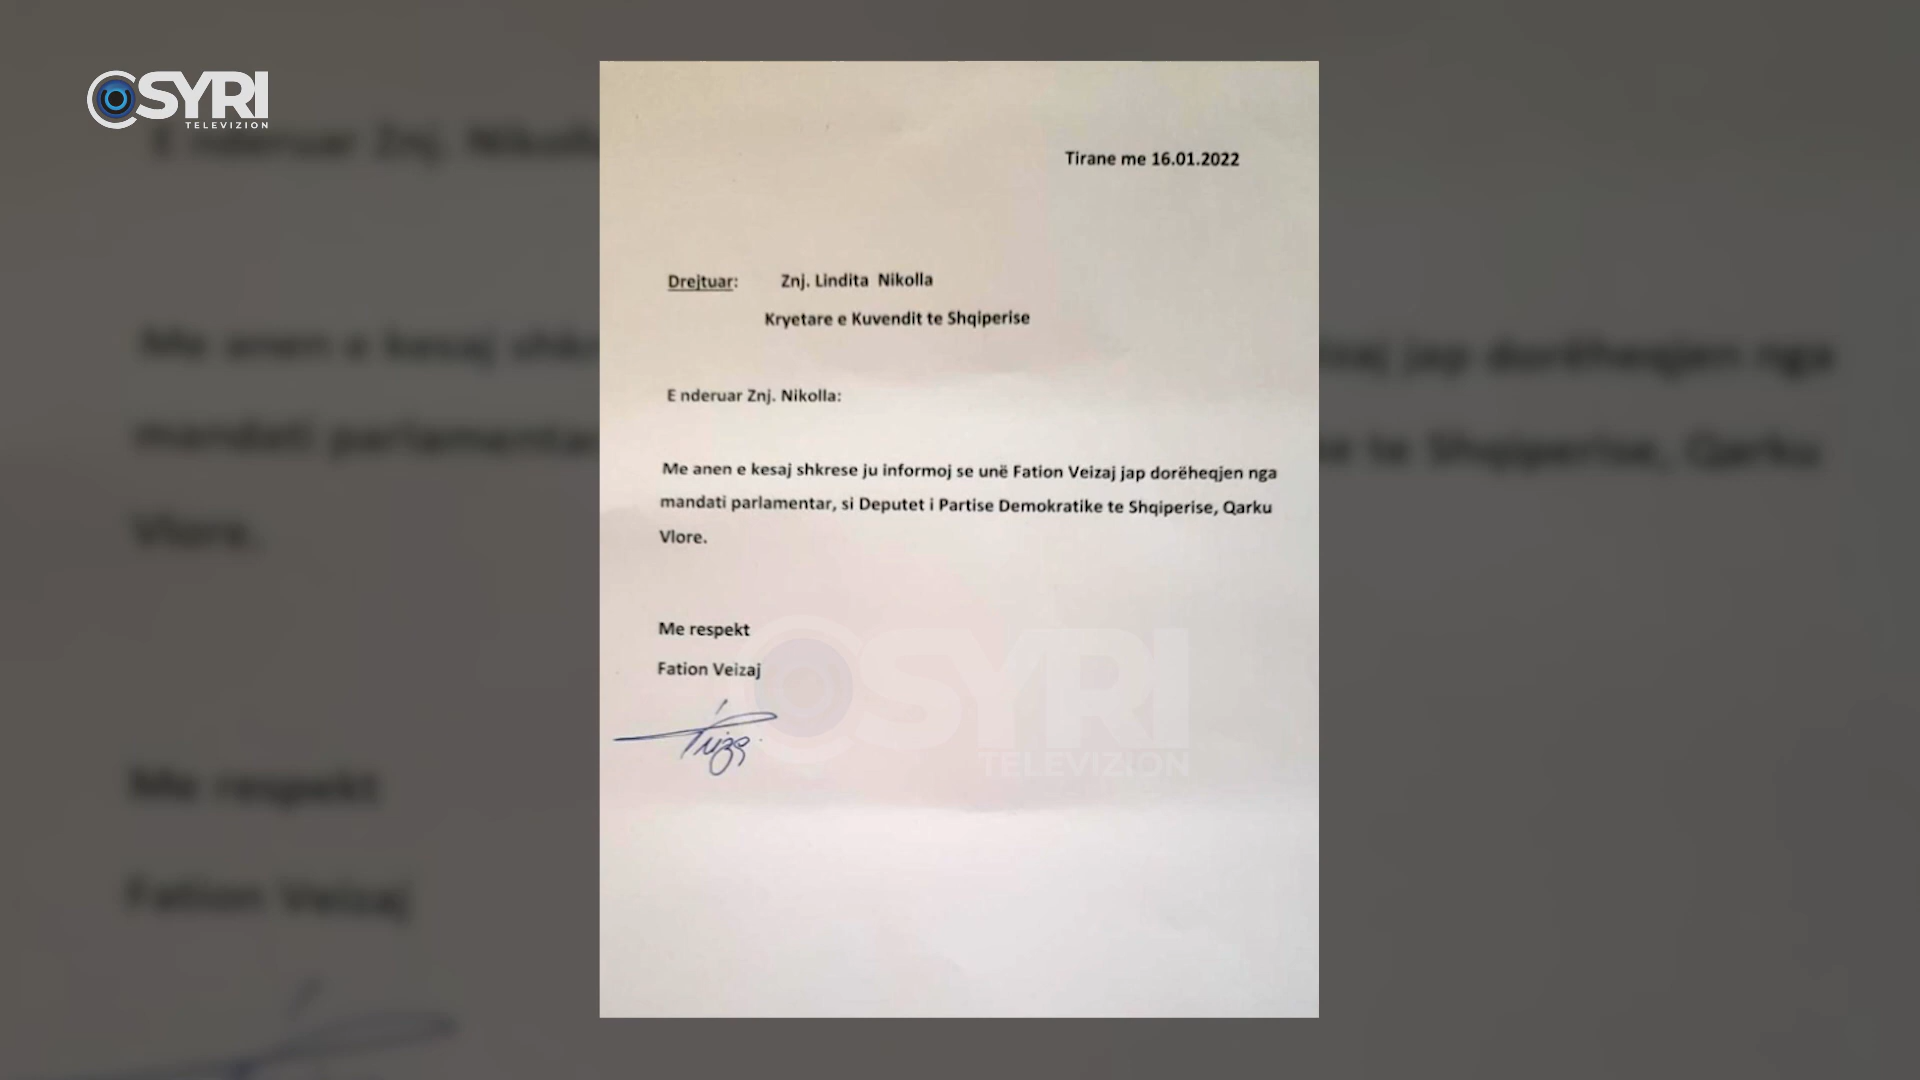 SYRI
TELEVIZION
Tirane me 16.01.2022
Drejtuar: Znj. Lindita Nikolla
Kryetare e Kuvendit te Shqiperise
E nderuar Znj. Nikolla:
Me anen e kesaj shkrese ju informoj se unë Fation Veizaj jap dorëheqjen nga
mandati parlamentar, si Deputet i Partise Demokratike te Shqiperise, Qarku
Vlore.
Me respekt
Fation Veizaj
SYRI
TELEVIZION